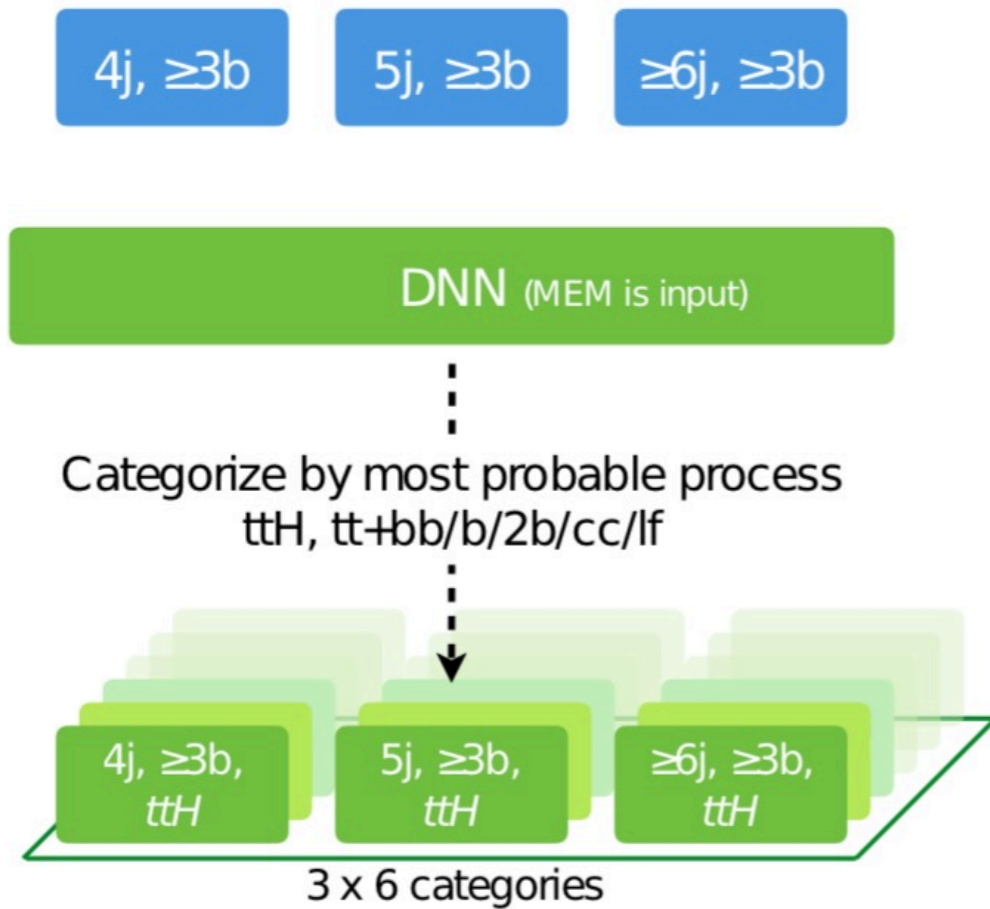 4j, ≥3b
5j, ≥3b
≥6j, ≥3b
DNN (MEM is input)
Categorize by most probable process
ttH, tt+bb/b/2b/cc/lf
4j, ≥3b,
ttH
5j, ≥3b,
ttH
≥6j, ≥3b,
ttH
3 x 6 categories